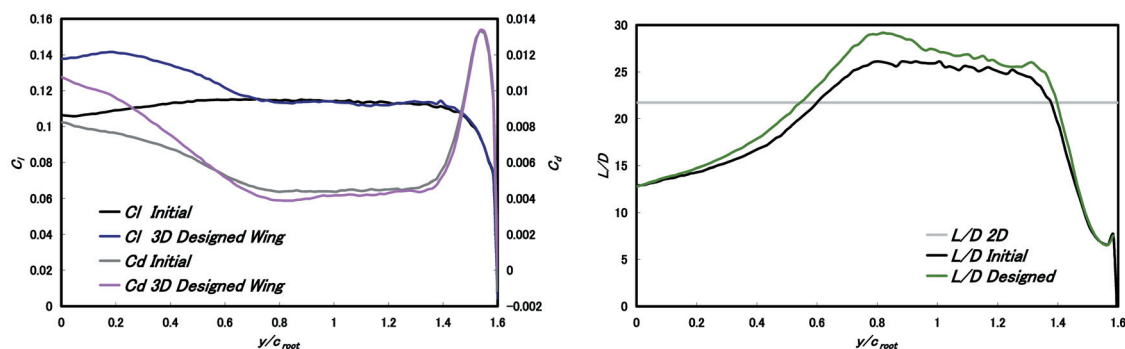 0.16
0.14
0.12
0.1
0.08
0.06
0.04
0.02
0
C_l
0.014
0.012
0.010
0.009
0.008
0.006
0.004
0.002
0
−0.002
C_d
Cl Initial
Cl 3D Designed Wing
Cd Initial
Cd 3D Designed Wing
0 0.2 0.4 0.6 0.8 1 1.2 1.4 1.6
y/c_root
30
25
20
15
10
5
0
L/D
L/D 2D
L/D Initial
L/D Designed
0 0.2 0.4 0.6 0.8 1 1.2 1.4 1.6
y/c_root